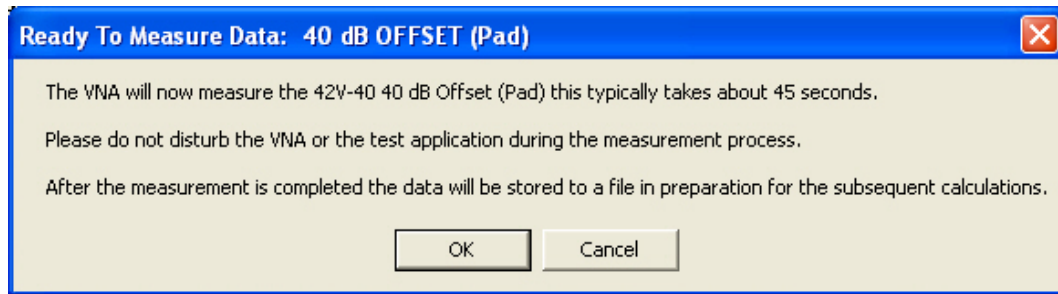 Ready To Measure Data:  40 dB OFFSET (Pad)
The VNA will now measure the 42V-40 40 dB Offset (Pad) this typically takes about 45 seconds.
Please do not disturb the VNA or the test application during the measurement process.
After the measurement is completed the data will be stored to a file in preparation for the subsequent calculations.
OK
Cancel